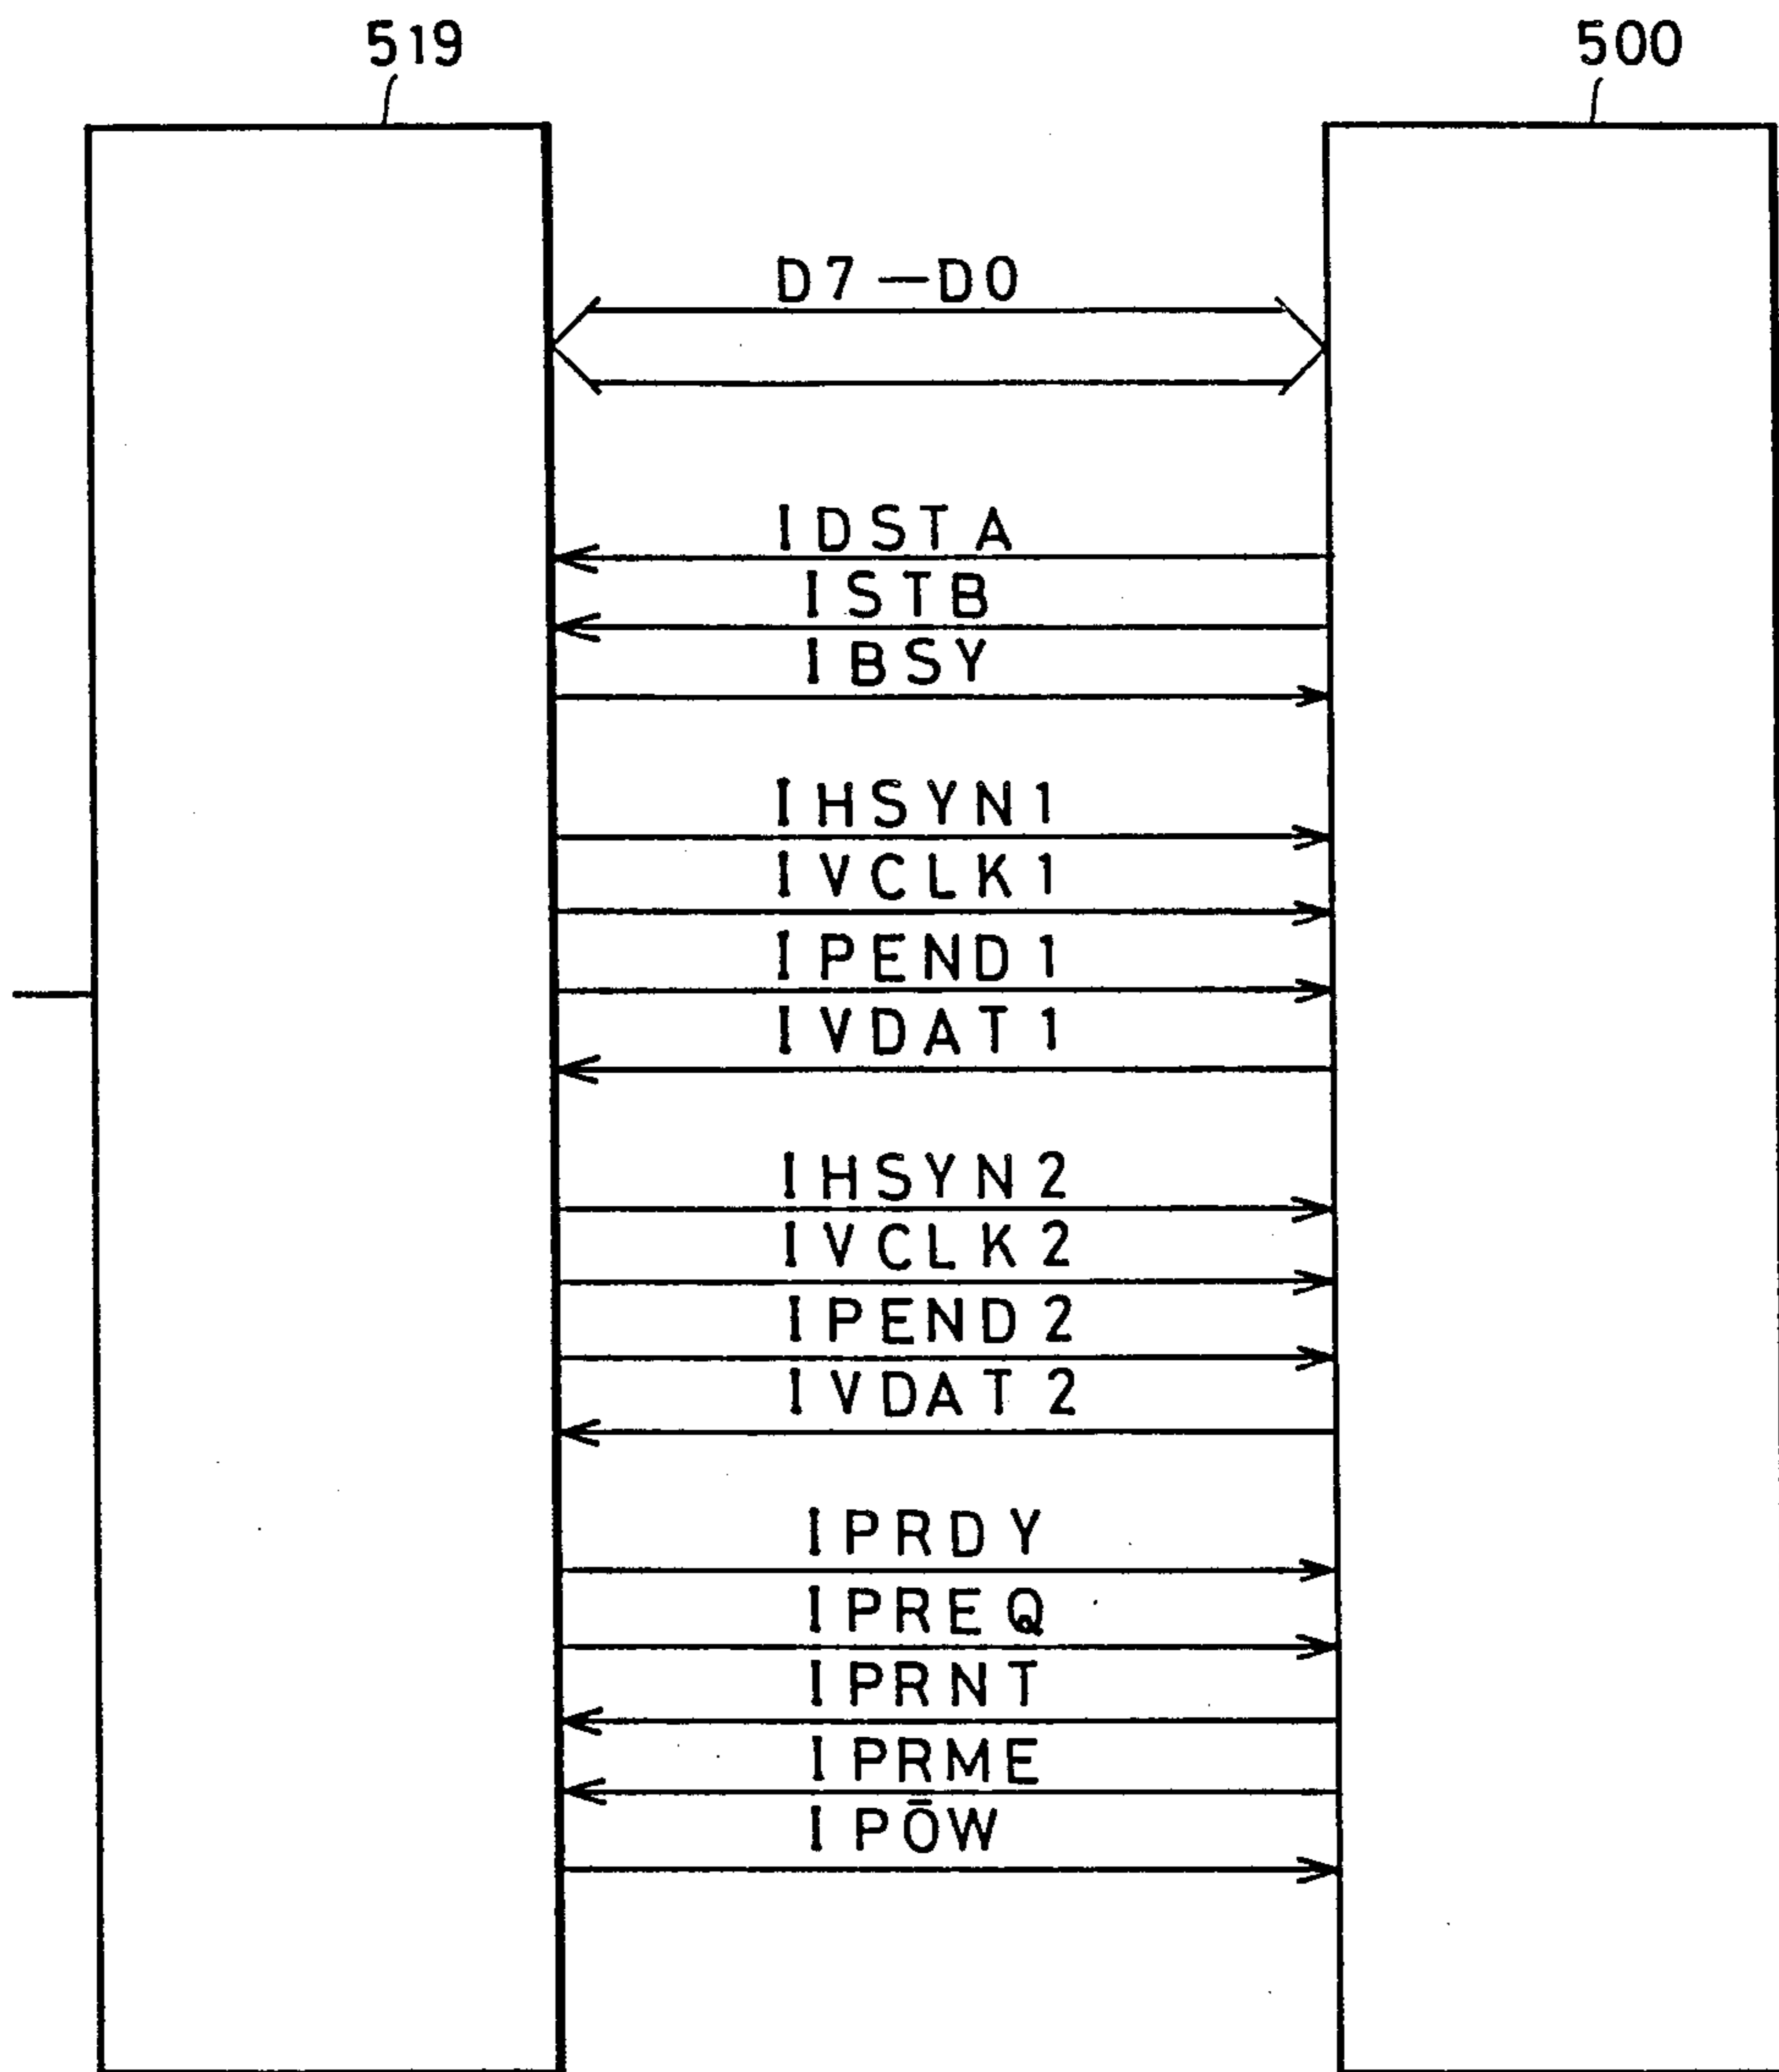 519 500
D7—D0
IDSTA
ISTB
IBSY
IHSYN1
IVCLK1
IPEND1
IVDAT1
IHSYN2
IVCLK2
IPEND2
IVDAT2
IPRDY
IPREQ
IPRNT
IPRME
IPŌW